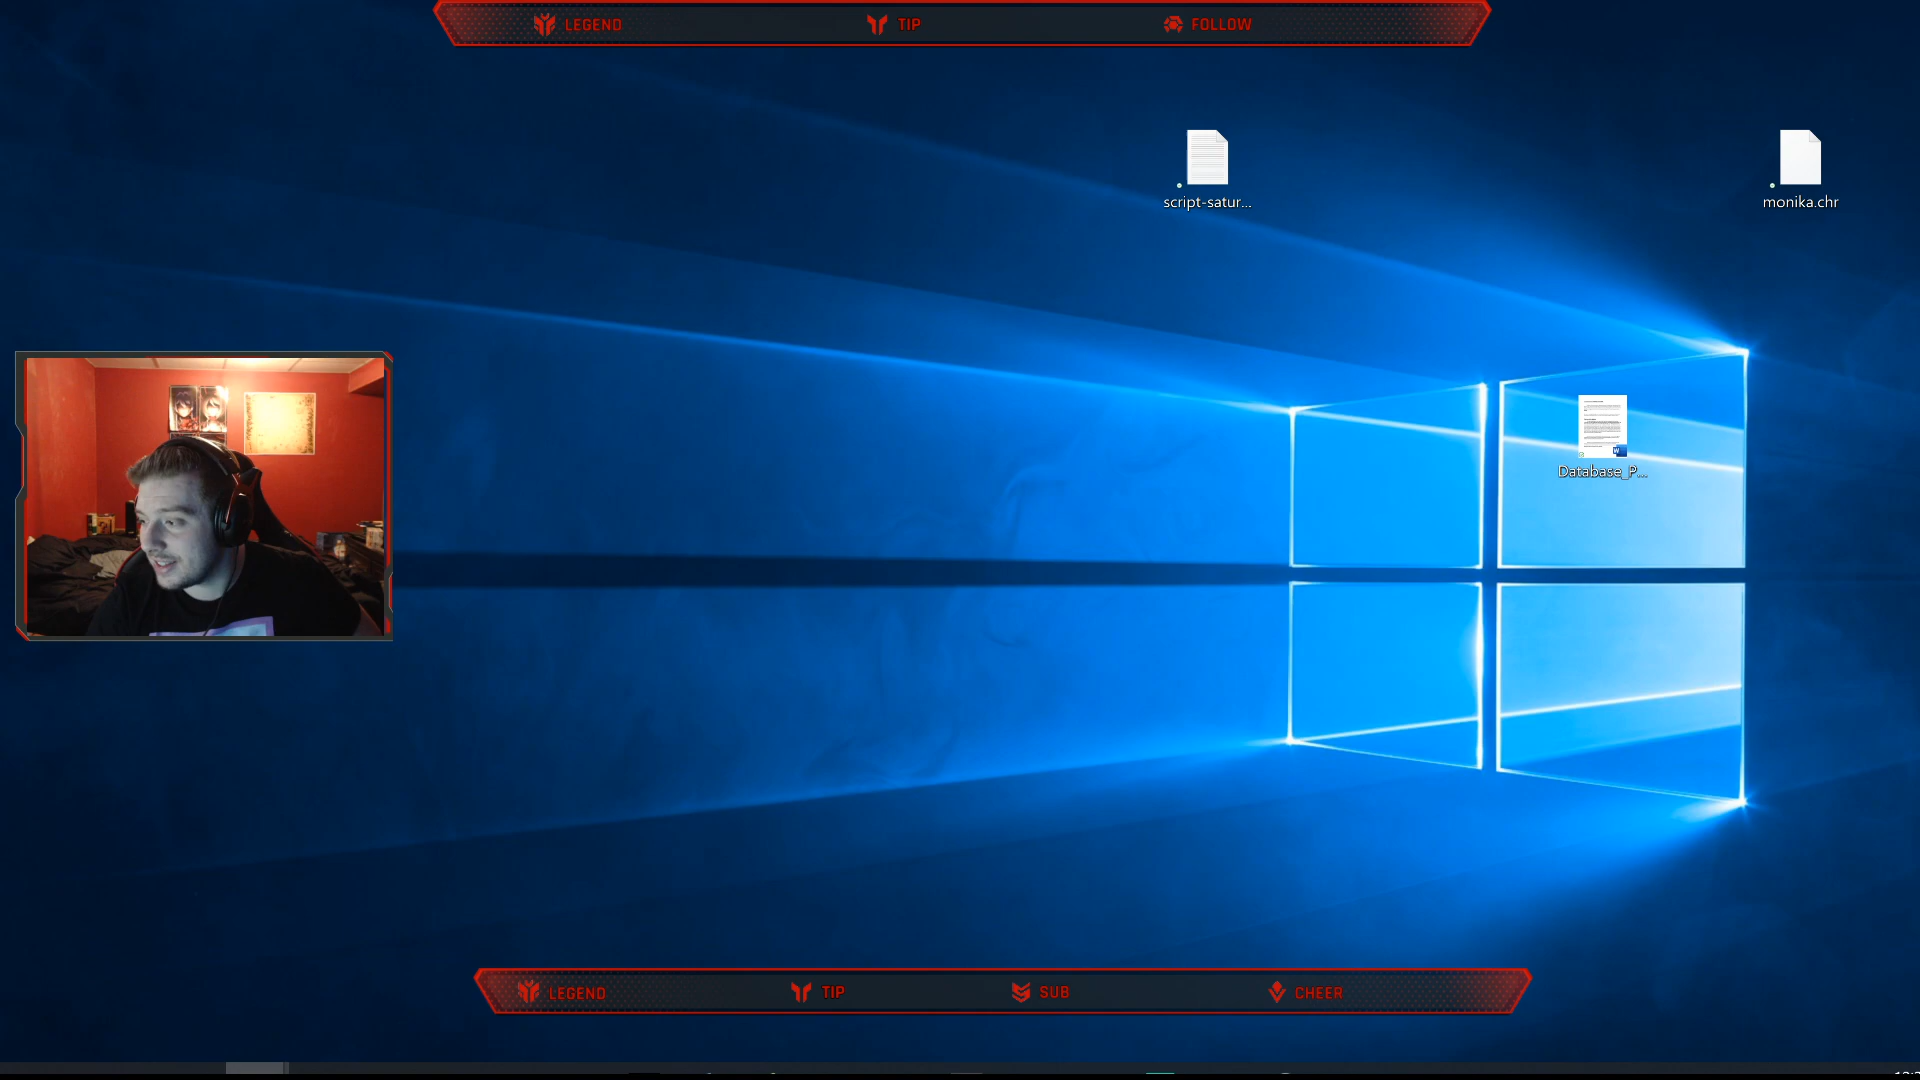 LEGEND
TIP
FOLLOW
script-satur...
monika.chr
Database_P...
LEGEND
TIP
SUB
CHEER